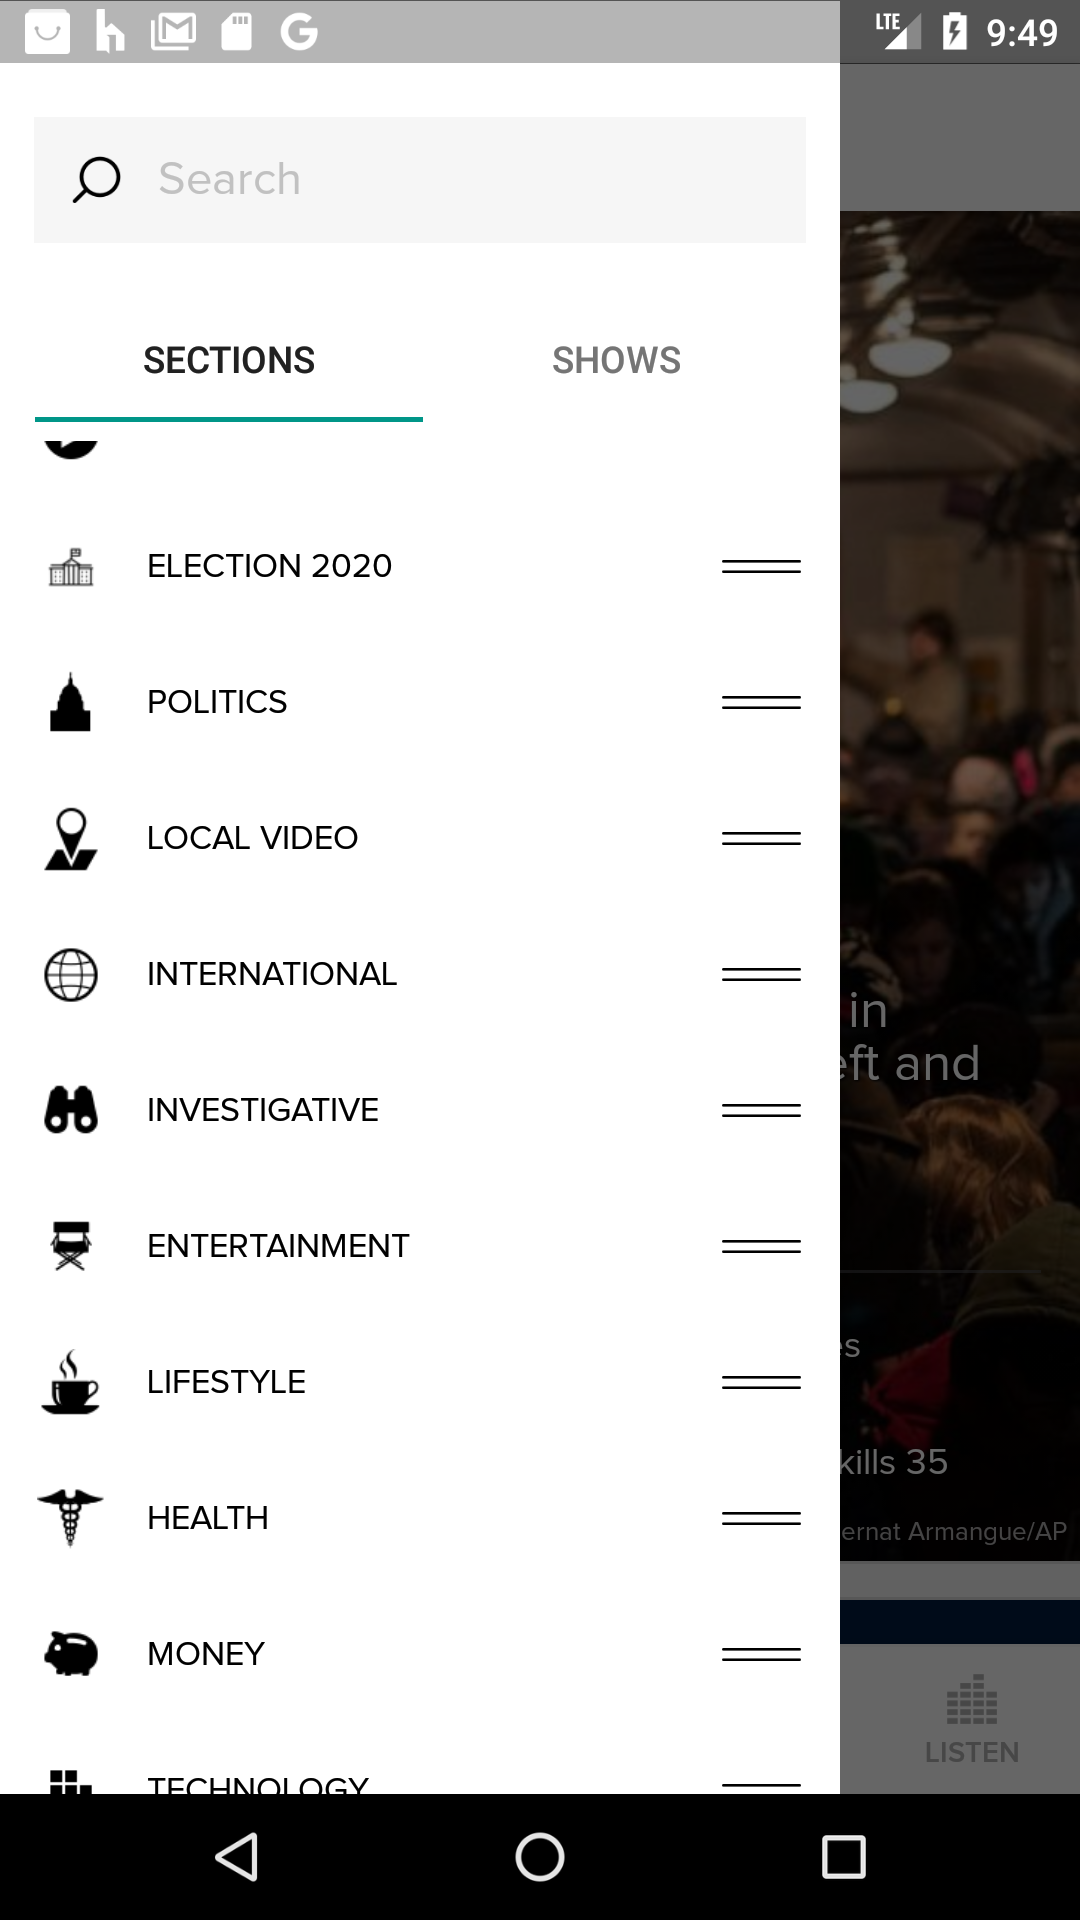 LTE 9:49
Search
SECTIONS SHOWS
ELECTION 2020
POLITICS
LOCAL VIDEO
INTERNATIONAL
in
eft and
INVESTIGATIVE
ENTERTAINMENT
es
LIFESTYLE
kills 35
HEALTH
ernat Armangue/AP
MONEY
LISTEN
TECHNOLOGY